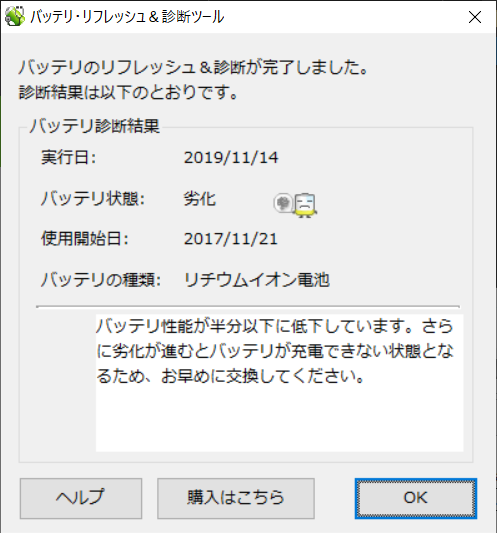 バッテリ・リフレッシュ＆診断ツール
バッテリのリフレッシュ＆診断が完了しました。
診断結果は以下のとおりです。
バッテリ診断結果
実行日: 2019/11/14
バッテリ状態: 劣化
使用開始日: 2017/11/21
バッテリの種類: リチウムイオン電池
バッテリ性能が半分以下に低下しています。さら
に劣化が進むとバッテリが充電できない状態とな
るため、お早めに交換してください。
ヘルプ 購入はこちら OK